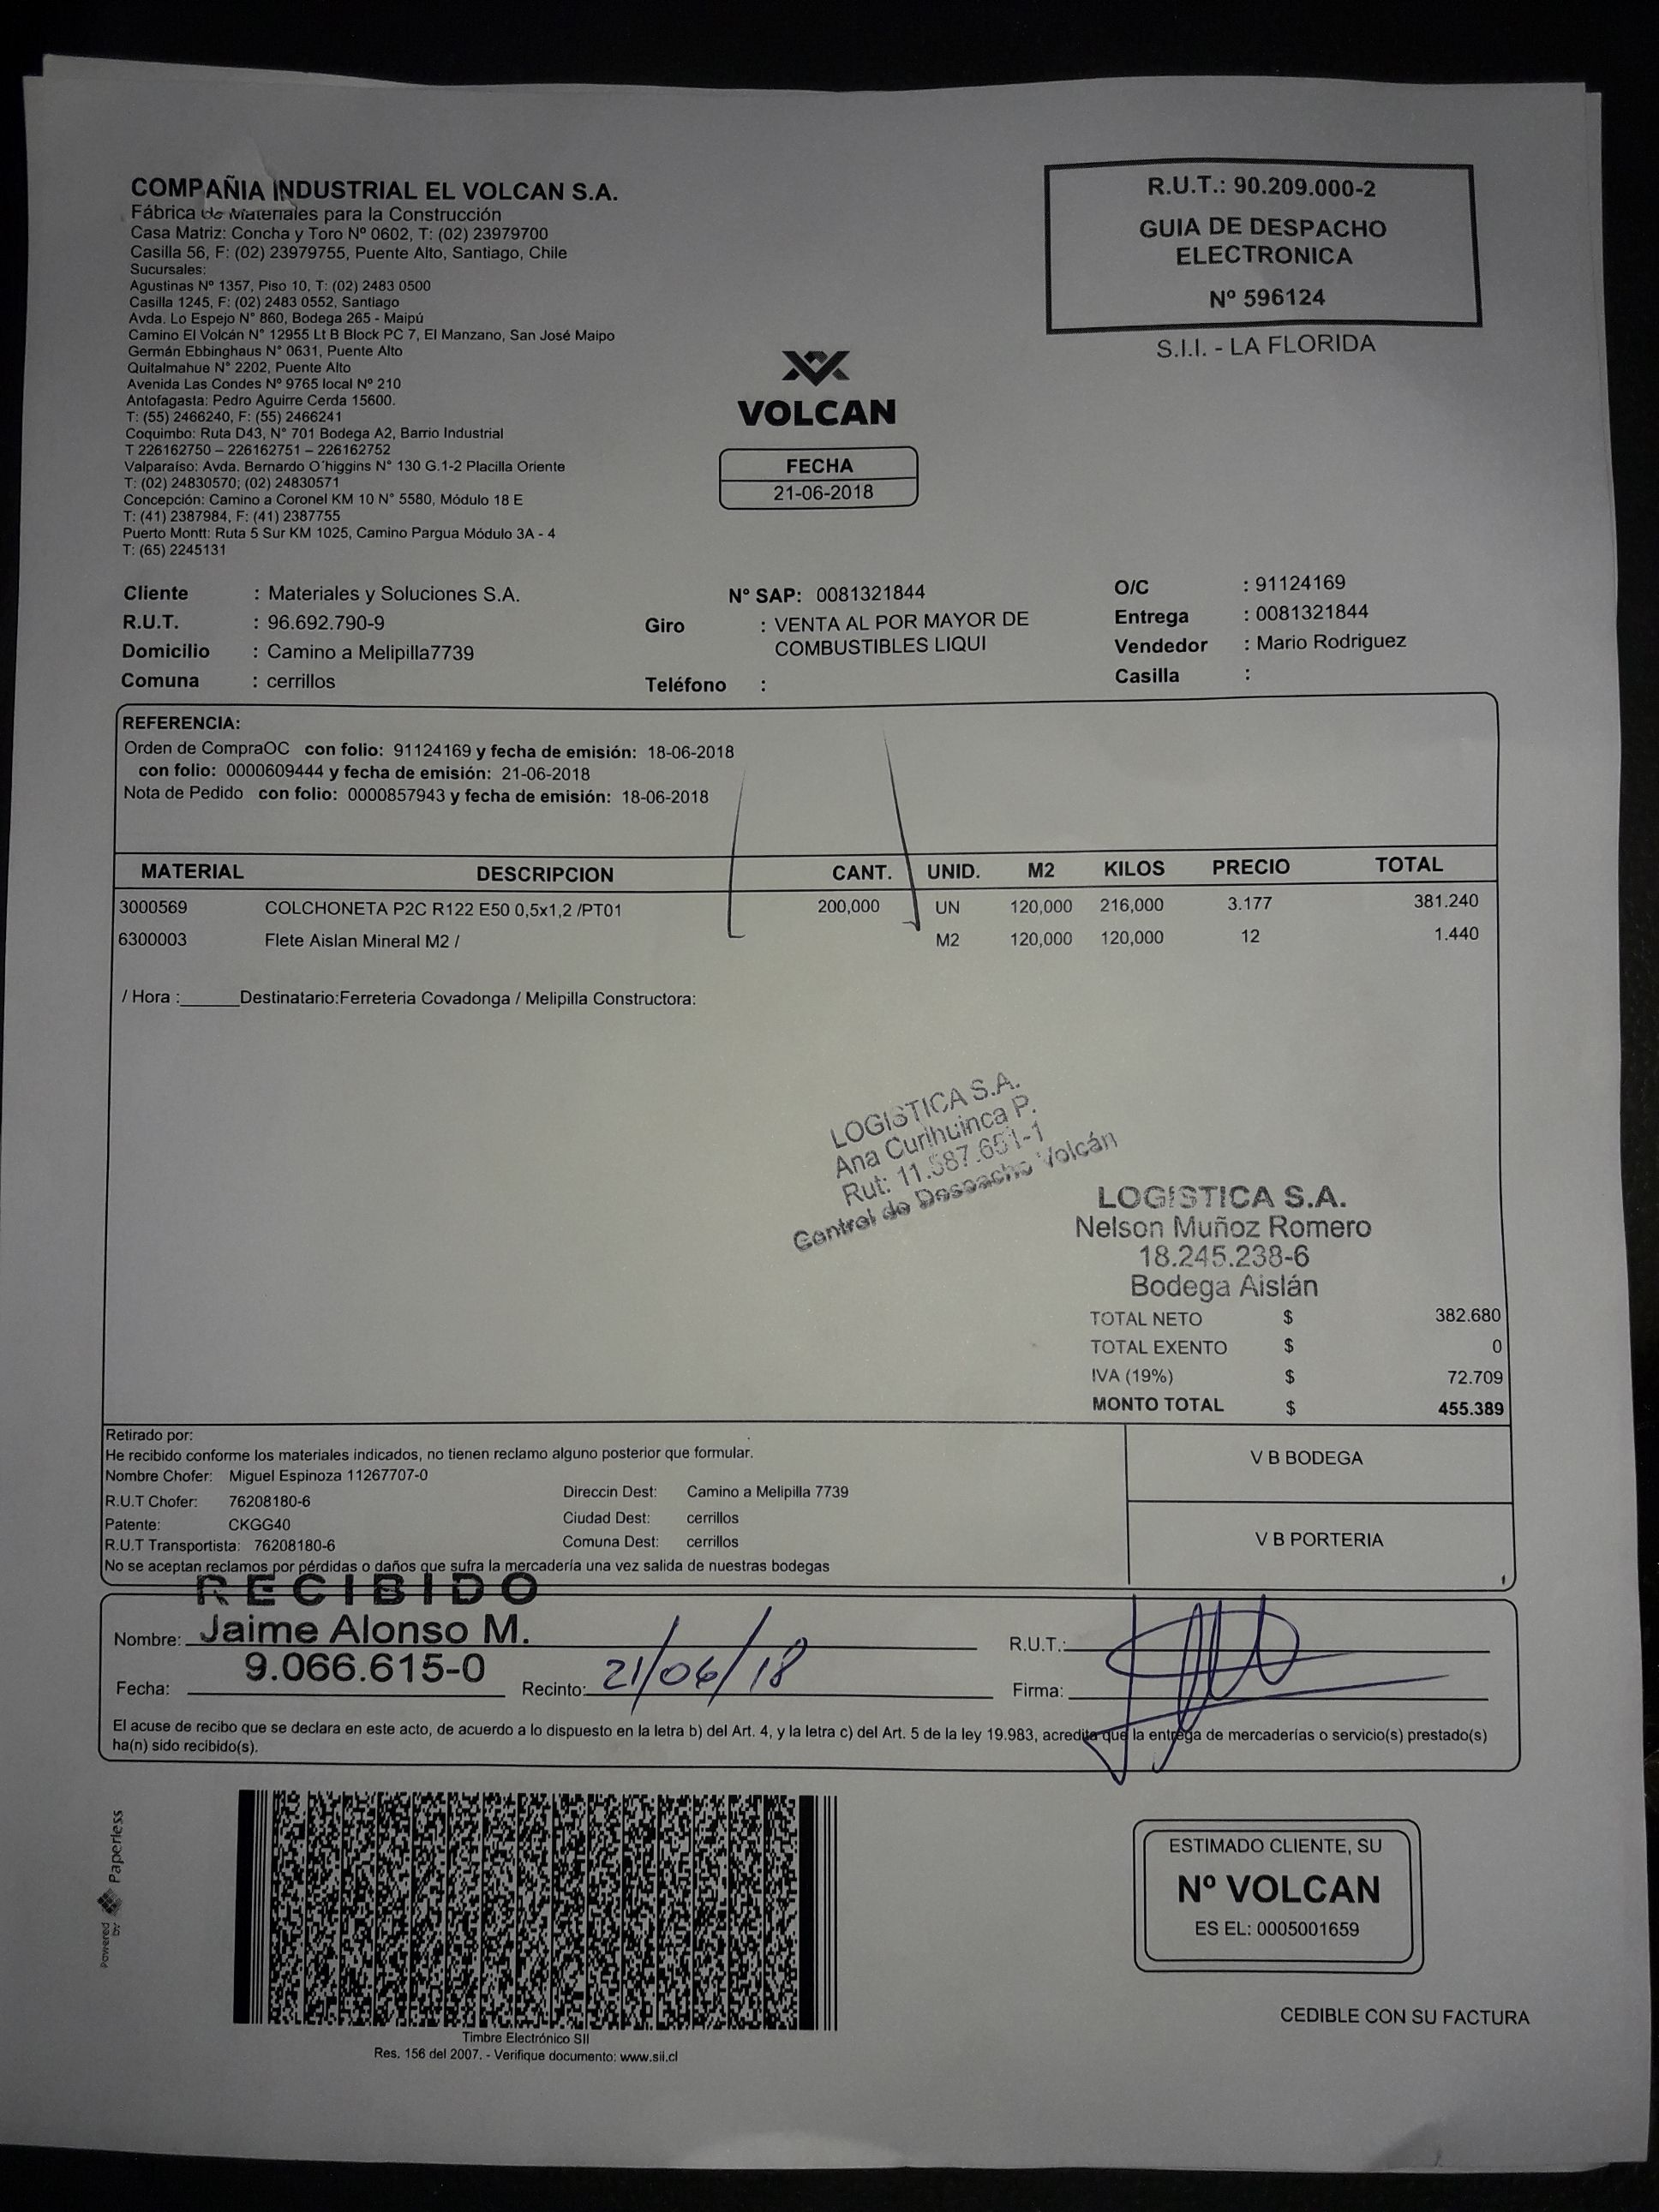 COMPAÑIA INDUSTRIAL EL VOLCAN S.A.
Fábrica de Materiales para la Construcción
Casa Matriz: Concha y Toro Nº 0602, T: (02) 23979700
Casilla 56, F: (02) 23979755, Puente Alto, Santiago, Chile
Sucursales:
Agustinas Nº 1357, Piso 10, T: (02) 2483 0500
Casilla 1245, F: (02) 2483 0552, Santiago
Avda. Lo Espejo N° 860, Bodega 265 - Maipú
Camino El Volcán N° 12955 Lt B Block PC 7, El Manzano, San José Maipo
Germán Ebbinghaus N° 0631, Puente Alto
Quitalmahue N° 2202, Puente Alto
Avenida Las Condes Nº 9765 local Nº 210
Antofagasta: Pedro Aguirre Cerda 15600.
T: (55) 2466240, F: (55) 2466241
Coquimbo: Ruta D43, N° 701 Bodega A2, Barrio Industrial
T 226162750 – 226162751 – 226162752
Valparaíso: Avda. Bernardo O´higgins N° 130 G.1-2 Placilla Oriente
T: (02) 24830570; (02) 24830571
Concepción: Camino a Coronel KM 10 N° 5580, Módulo 18 E
T: (41) 2387984, F: (41) 2387755
Puerto Montt: Ruta 5 Sur KM 1025, Camino Pargua Módulo 3A - 4
T: (65) 2245131
VOLCAN
FECHA
21-06-2018
R.U.T.: 90.209.000-2
GUIA DE DESPACHO
ELECTRONICA
Nº 596124
S.I.I. - LA FLORIDA
Cliente : Materiales y Soluciones S.A.
R.U.T. : 96.692.790-9
Domicilio : Camino a Melipilla7739
Comuna : cerrillos
N° SAP: 0081321844
Giro : VENTA AL POR MAYOR DE
COMBUSTIBLES LIQUI
Teléfono :
O/C : 91124169
Entrega : 0081321844
Vendedor : Mario Rodriguez
Casilla :
REFERENCIA:
Orden de CompraOC con folio: 91124169 y fecha de emisión: 18-06-2018
con folio: 0000609444 y fecha de emisión: 21-06-2018
Nota de Pedido con folio: 0000857943 y fecha de emisión: 18-06-2018
MATERIAL DESCRIPCION CANT. UNID. M2 KILOS PRECIO TOTAL
3000569 COLCHONETA P2C R122 E50 0,5x1,2 /PT01 200,000 UN 120,000 216,000 3.177 381.240
6300003 Flete Aislan Mineral M2 / M2 120,000 120,000 12 1.440
/ Hora :______Destinatario:Ferreteria Covadonga / Melipilla Constructora:
LOGISTICA S.A.
Ana Curihuinca P.
Rut: 11.587.651-1
Control de Despacho Volcán
LOGISTICA S.A.
Nelson Muñoz Romero
18.245.238-6
Bodega Aislán
TOTAL NETO $ 382.680
TOTAL EXENTO $ 0
IVA (19%) $ 72.709
MONTO TOTAL $ 455.389
Retirado por:
He recibido conforme los materiales indicados, no tienen reclamo alguno posterior que formular.
Nombre Chofer: Miguel Espinoza 11267707-0
R.U.T Chofer: 76208180-6
Patente: CKGG40
R.U.T Transportista: 76208180-6
Direccin Dest: Camino a Melipilla 7739
Ciudad Dest: cerrillos
Comuna Dest: cerrillos
No se aceptan reclamos por pérdidas o daños que sufra la mercadería una vez salida de nuestras bodegas
V B BODEGA
V B PORTERIA
RECIBIDO
Nombre: Jaime Alonso M.
9.066.615-0
R.U.T.:
Fecha:
Recinto: 21/06/18
Firma:
El acuse de recibo que se declara en este acto, de acuerdo a lo dispuesto en la letra b) del Art. 4, y la letra c) del Art. 5 de la ley 19.983, acredita que la entrega de mercaderías o servicio(s) prestado(s)
ha(n) sido recibido(s).
Powered by: Paperless
Timbre Electrónico SII
Res. 156 del 2007. - Verifique documento: www.sii.cl
ESTIMADO CLIENTE, SU
Nº VOLCAN
ES EL: 0005001659
CEDIBLE CON SU FACTURA